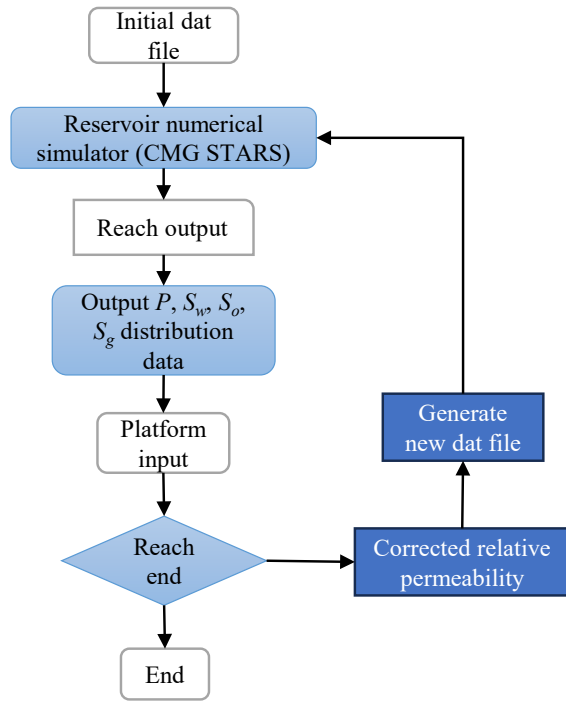 Initial dat
file
Reservoir numerical
simulator (CMG STARS)
Reach output
Output P, Sw, So,
Sg distribution
data
Platform
input
Reach
end
End
Corrected relative
permeability
Generate
new dat file